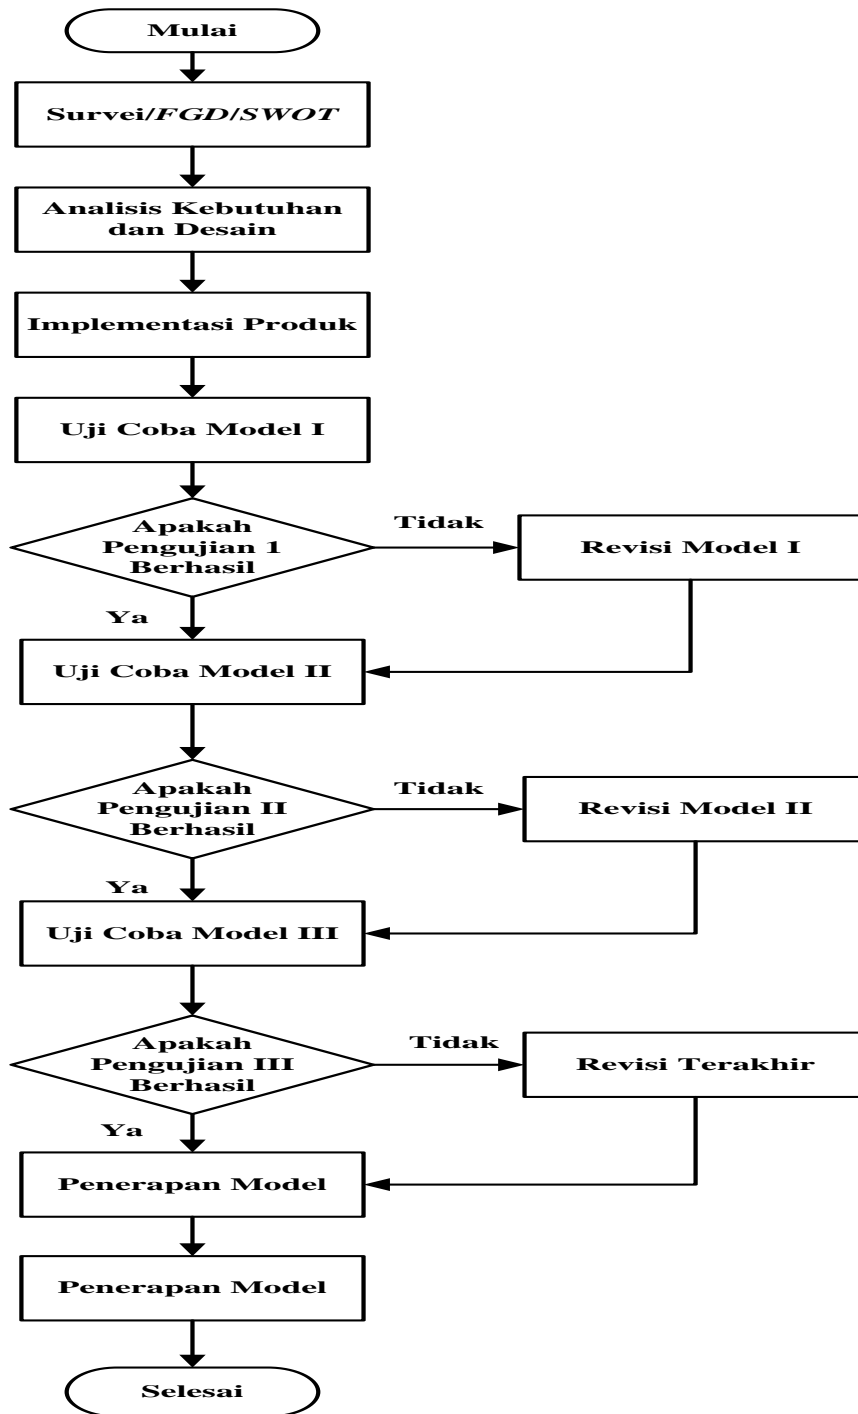 Mulai
Survei/FGD/SWOT
Analisis Kebutuhan
dan Desain
Implementasi Produk
Uji Coba Model I
Apakah
Pengujian 1
Berhasil
Tidak
Revisi Model I
Ya
Uji Coba Model II
Apakah
Pengujian II
Berhasil
Tidak
Revisi Model II
Ya
Uji Coba Model III
Apakah
Pengujian III
Berhasil
Tidak
Revisi Terakhir
Ya
Penerapan Model
Penerapan Model
Selesai